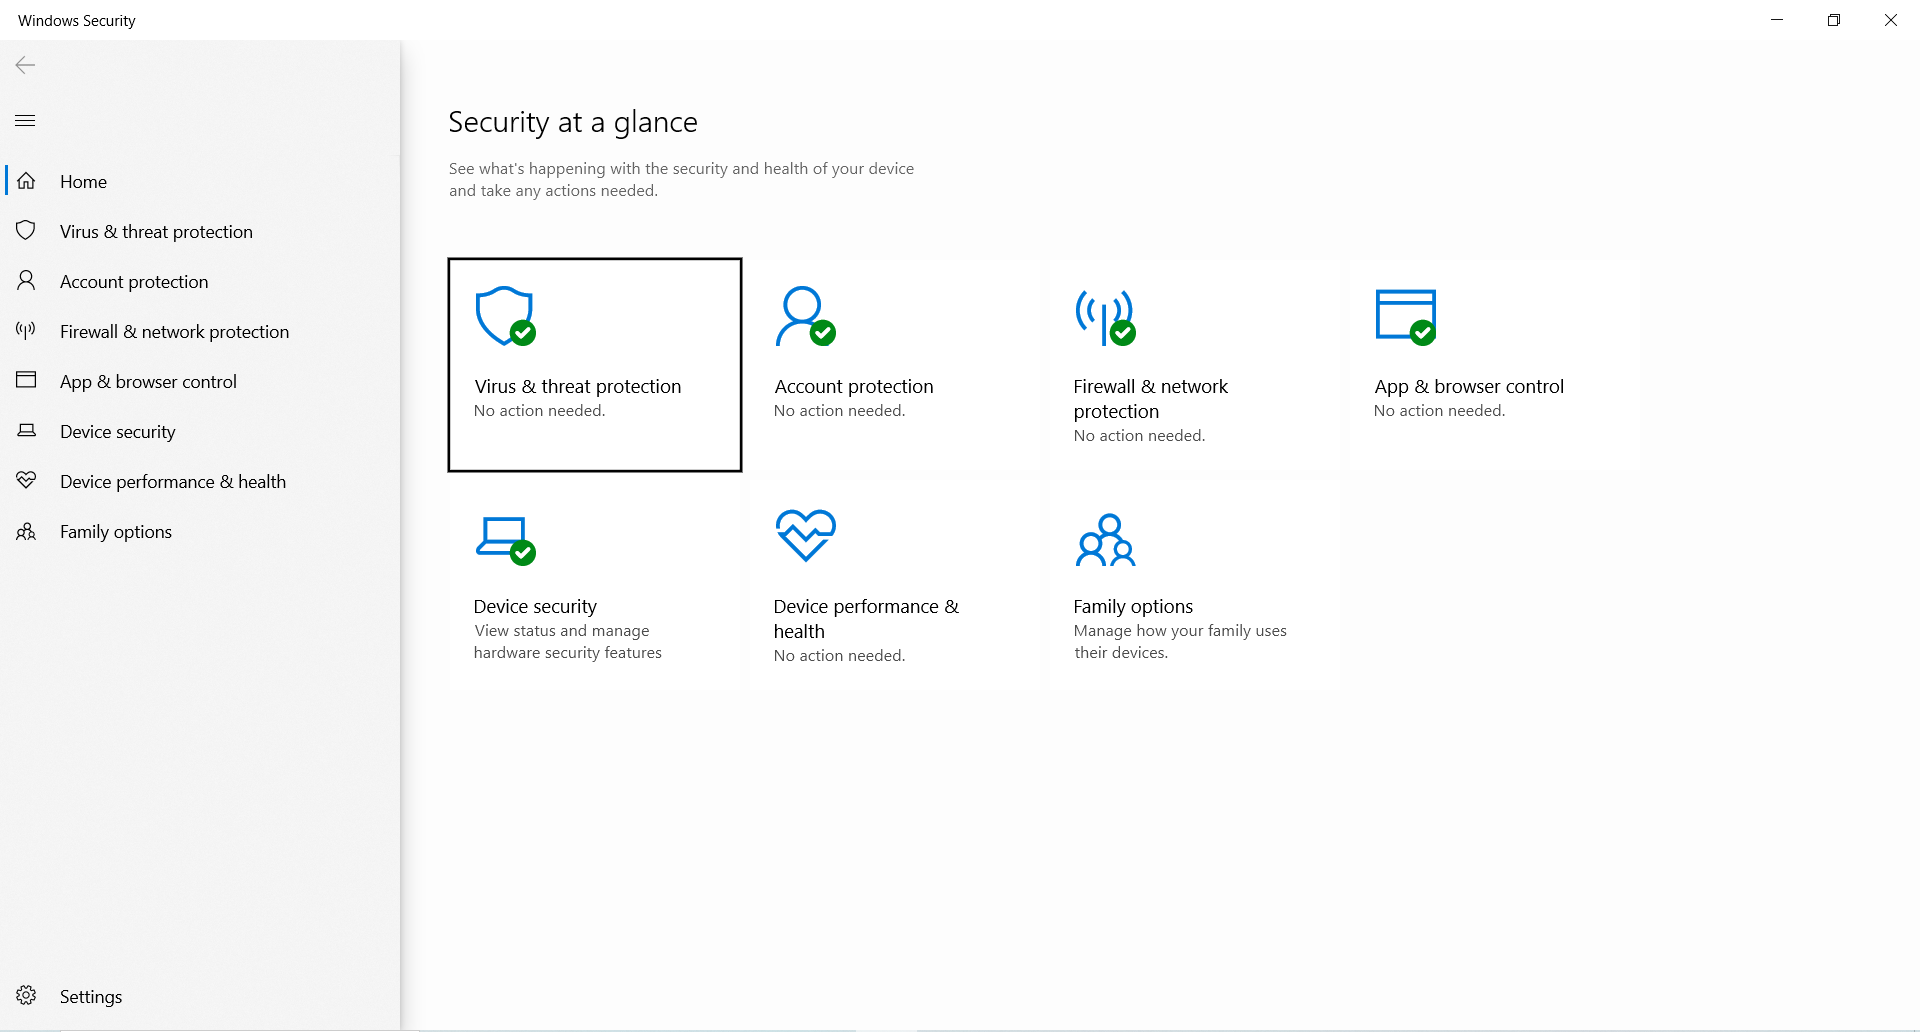 Windows Security
Home
Virus & threat protection
Account protection
Firewall & network protection
App & browser control
Device security
Device performance & health
Family options
Settings
Security at a glance
See what's happening with the security and health of your device
and take any actions needed.
Virus & threat protection
No action needed.
Account protection
No action needed.
Firewall & network
protection
No action needed.
App & browser control
No action needed.
Device security
View status and manage
hardware security features
Device performance &
health
No action needed.
Family options
Manage how your family uses
their devices.